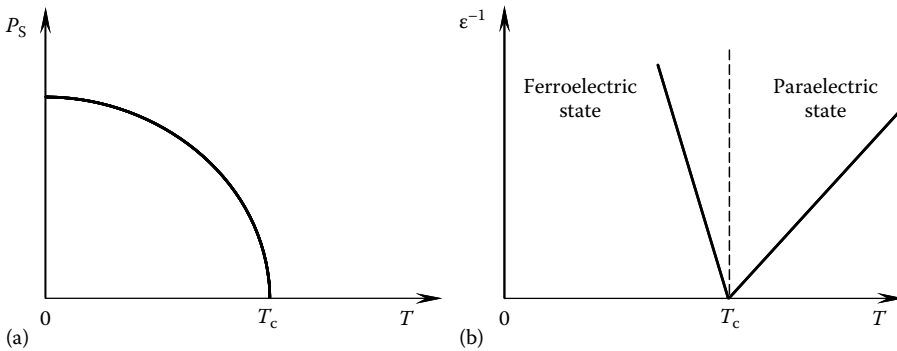 P_S
0
T_c
T
(a)
ε⁻¹
Ferroelectric
state
Paraelectric
state
0
T_c
T
(b)